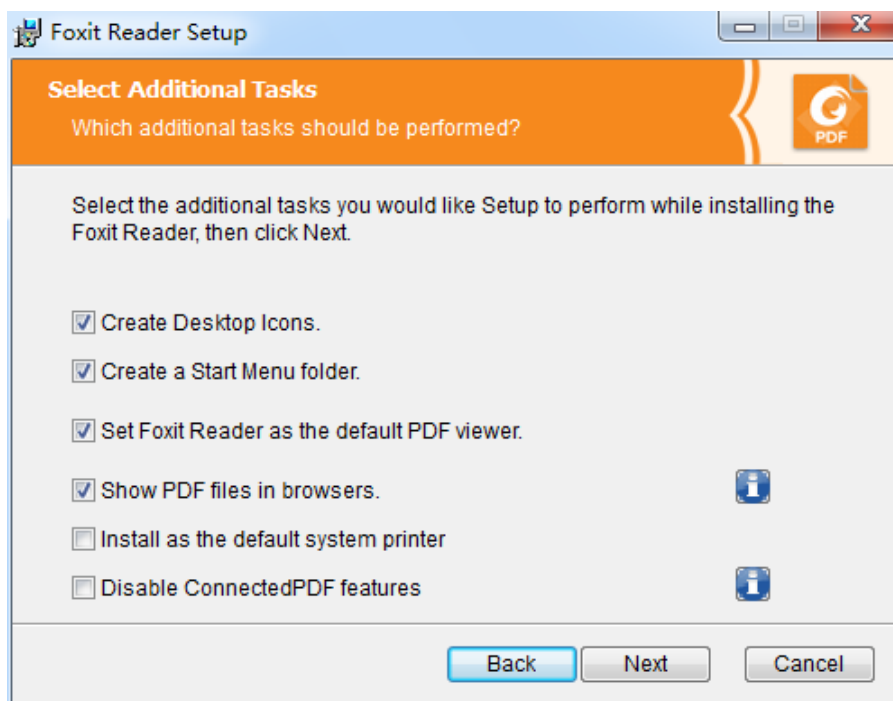 Foxit Reader Setup
Select Additional Tasks
Which additional tasks should be performed?
PDF
Select the additional tasks you would like Setup to perform while installing the
Foxit Reader, then click Next.
Create Desktop Icons.
Create a Start Menu folder.
Set Foxit Reader as the default PDF viewer.
Show PDF files in browsers.
Install as the default system printer
Disable ConnectedPDF features
Back Next Cancel